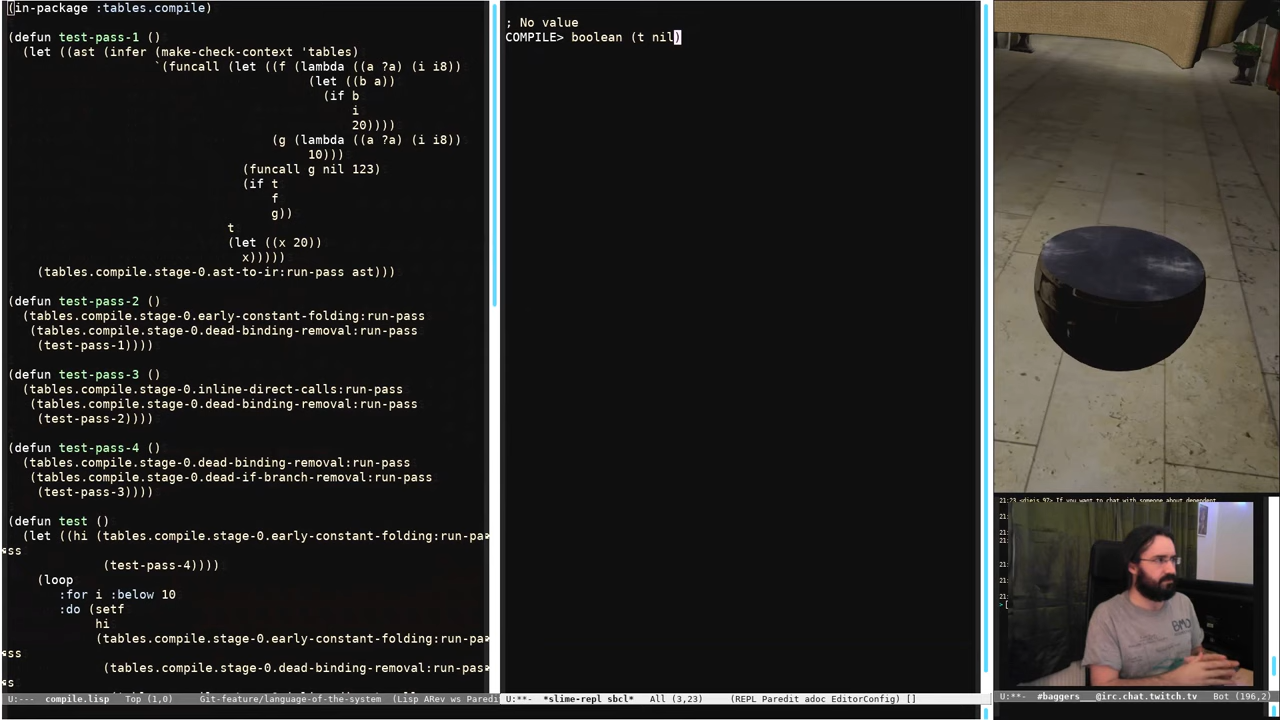 (in-package :tables.compile)
(defun test-pass-1 ()
(let ((ast (infer (make-check-context 'tables)
`(funcall (let ((f (lambda ((a ?a) (i i8))
(let ((b a))
(if b
i
20))))
(g (lambda ((a ?a) (i i8))
10)))
(funcall g nil 123)
(if t
f
g))
t
(let ((x 20))
x)))))
(tables.compile.stage-0.ast-to-ir:run-pass ast)))
(defun test-pass-2 ()
(tables.compile.stage-0.early-constant-folding:run-pass
(tables.compile.stage-0.dead-binding-removal:run-pass
(test-pass-1))))
(defun test-pass-3 ()
(tables.compile.stage-0.inline-direct-calls:run-pass
(tables.compile.stage-0.dead-binding-removal:run-pass
(test-pass-2))))
(defun test-pass-4 ()
(tables.compile.stage-0.dead-binding-removal:run-pass
(tables.compile.stage-0.dead-if-branch-removal:run-pass
(test-pass-3))))
(defun test ()
(let ((hi (tables.compile.stage-0.early-constant-folding:run-pa
ss
(test-pass-4))))
(loop
:for i :below 10
:do (setf
hi
(tables.compile.stage-0.early-constant-folding:run-pa
ss
(tables.compile.stage-0.dead-binding-removal:run-pas
s
U:--- compile.lisp Top (1,0) Git-feature/language-of-the-system (Lisp ARev ws Paredi
; No value
COMPILE> boolean (t nil)
U:**- *slime-repl sbcl* All (3,23) (REPL Paredit adoc EditorConfig) []
If you want to chat with someone about dependent
U:**- #baggers___@irc.chat.twitch.tv Bot (196,2)